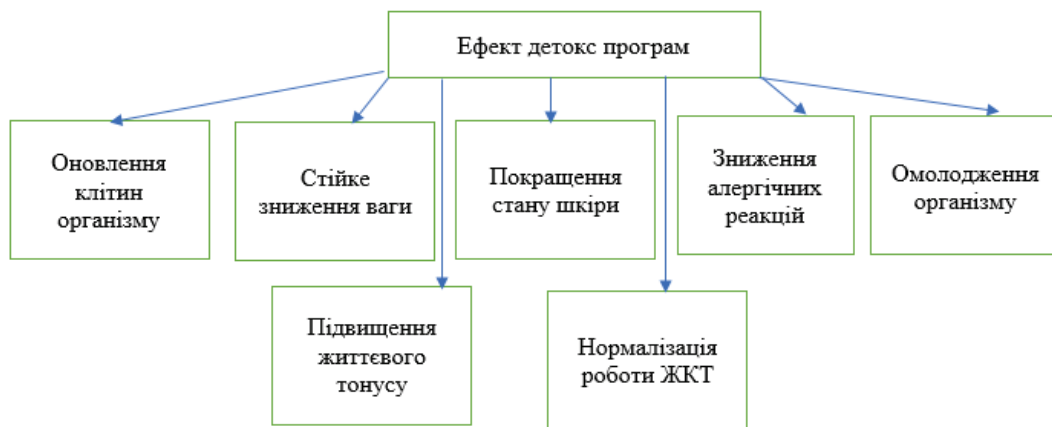 Ефект детокс програм
Оновлення
клітин
організму
Стійке
зниження ваги
Покращення
стану шкіри
Зниження
алергічних
реакцій
Омолодження
організму
Підвищення
життєвого
тонусу
Нормалізація
роботи ЖКТ